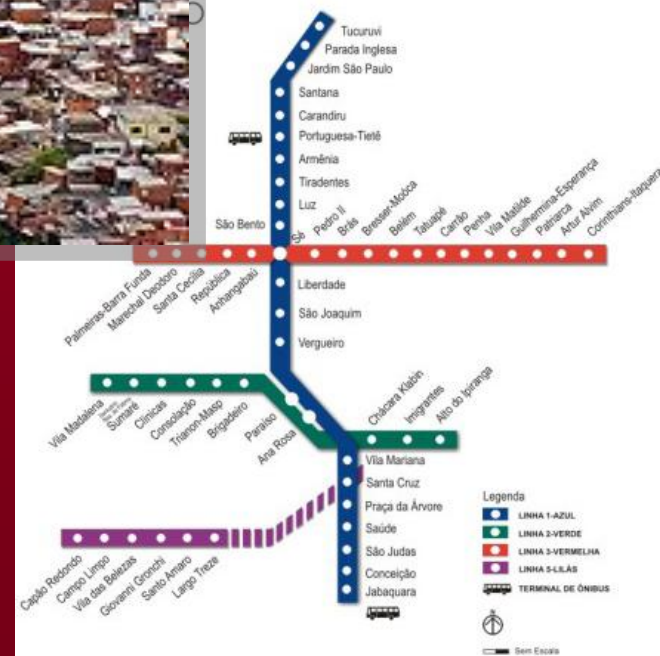 Tucuruvi
Parada Inglesa
Jardim São Paulo
Santana
Carandiru
Portuguesa-Tietê
Armênia
Tiradentes
Luz
São Bento
Sé
Pedro II
Brás
Bresser-Moóca
Belém
Tatuapé
Carrão
Penha
Vila Matilde
Guilhermina-Esperança
Patriarca
Artur Alvim
Corinthians-Itaquera
Palmeiras-Barra Funda
Marechal Deodoro
Santa Cecília
República
Anhangabaú
Liberdade
São Joaquim
Vergueiro
Vila Madalena
Sumaré
Clínicas
Consolação
Trianon-Masp
Brigadeiro
Paraíso
Ana Rosa
Chácara Klabin
Imigrantes
Alto do Ipiranga
Vila Mariana
Santa Cruz
Praça da Árvore
Saúde
São Judas
Conceição
Jabaquara
Capão Redondo
Campo Limpo
Vila das Belezas
Giovanni Gronchi
Santo Amaro
Largo Treze
Legenda
LINHA 1-AZUL
LINHA 2-VERDE
LINHA 3-VERMELHA
LINHA 5-LILÁS
TERMINAL DE ÔNIBUS
N
Sem Escala